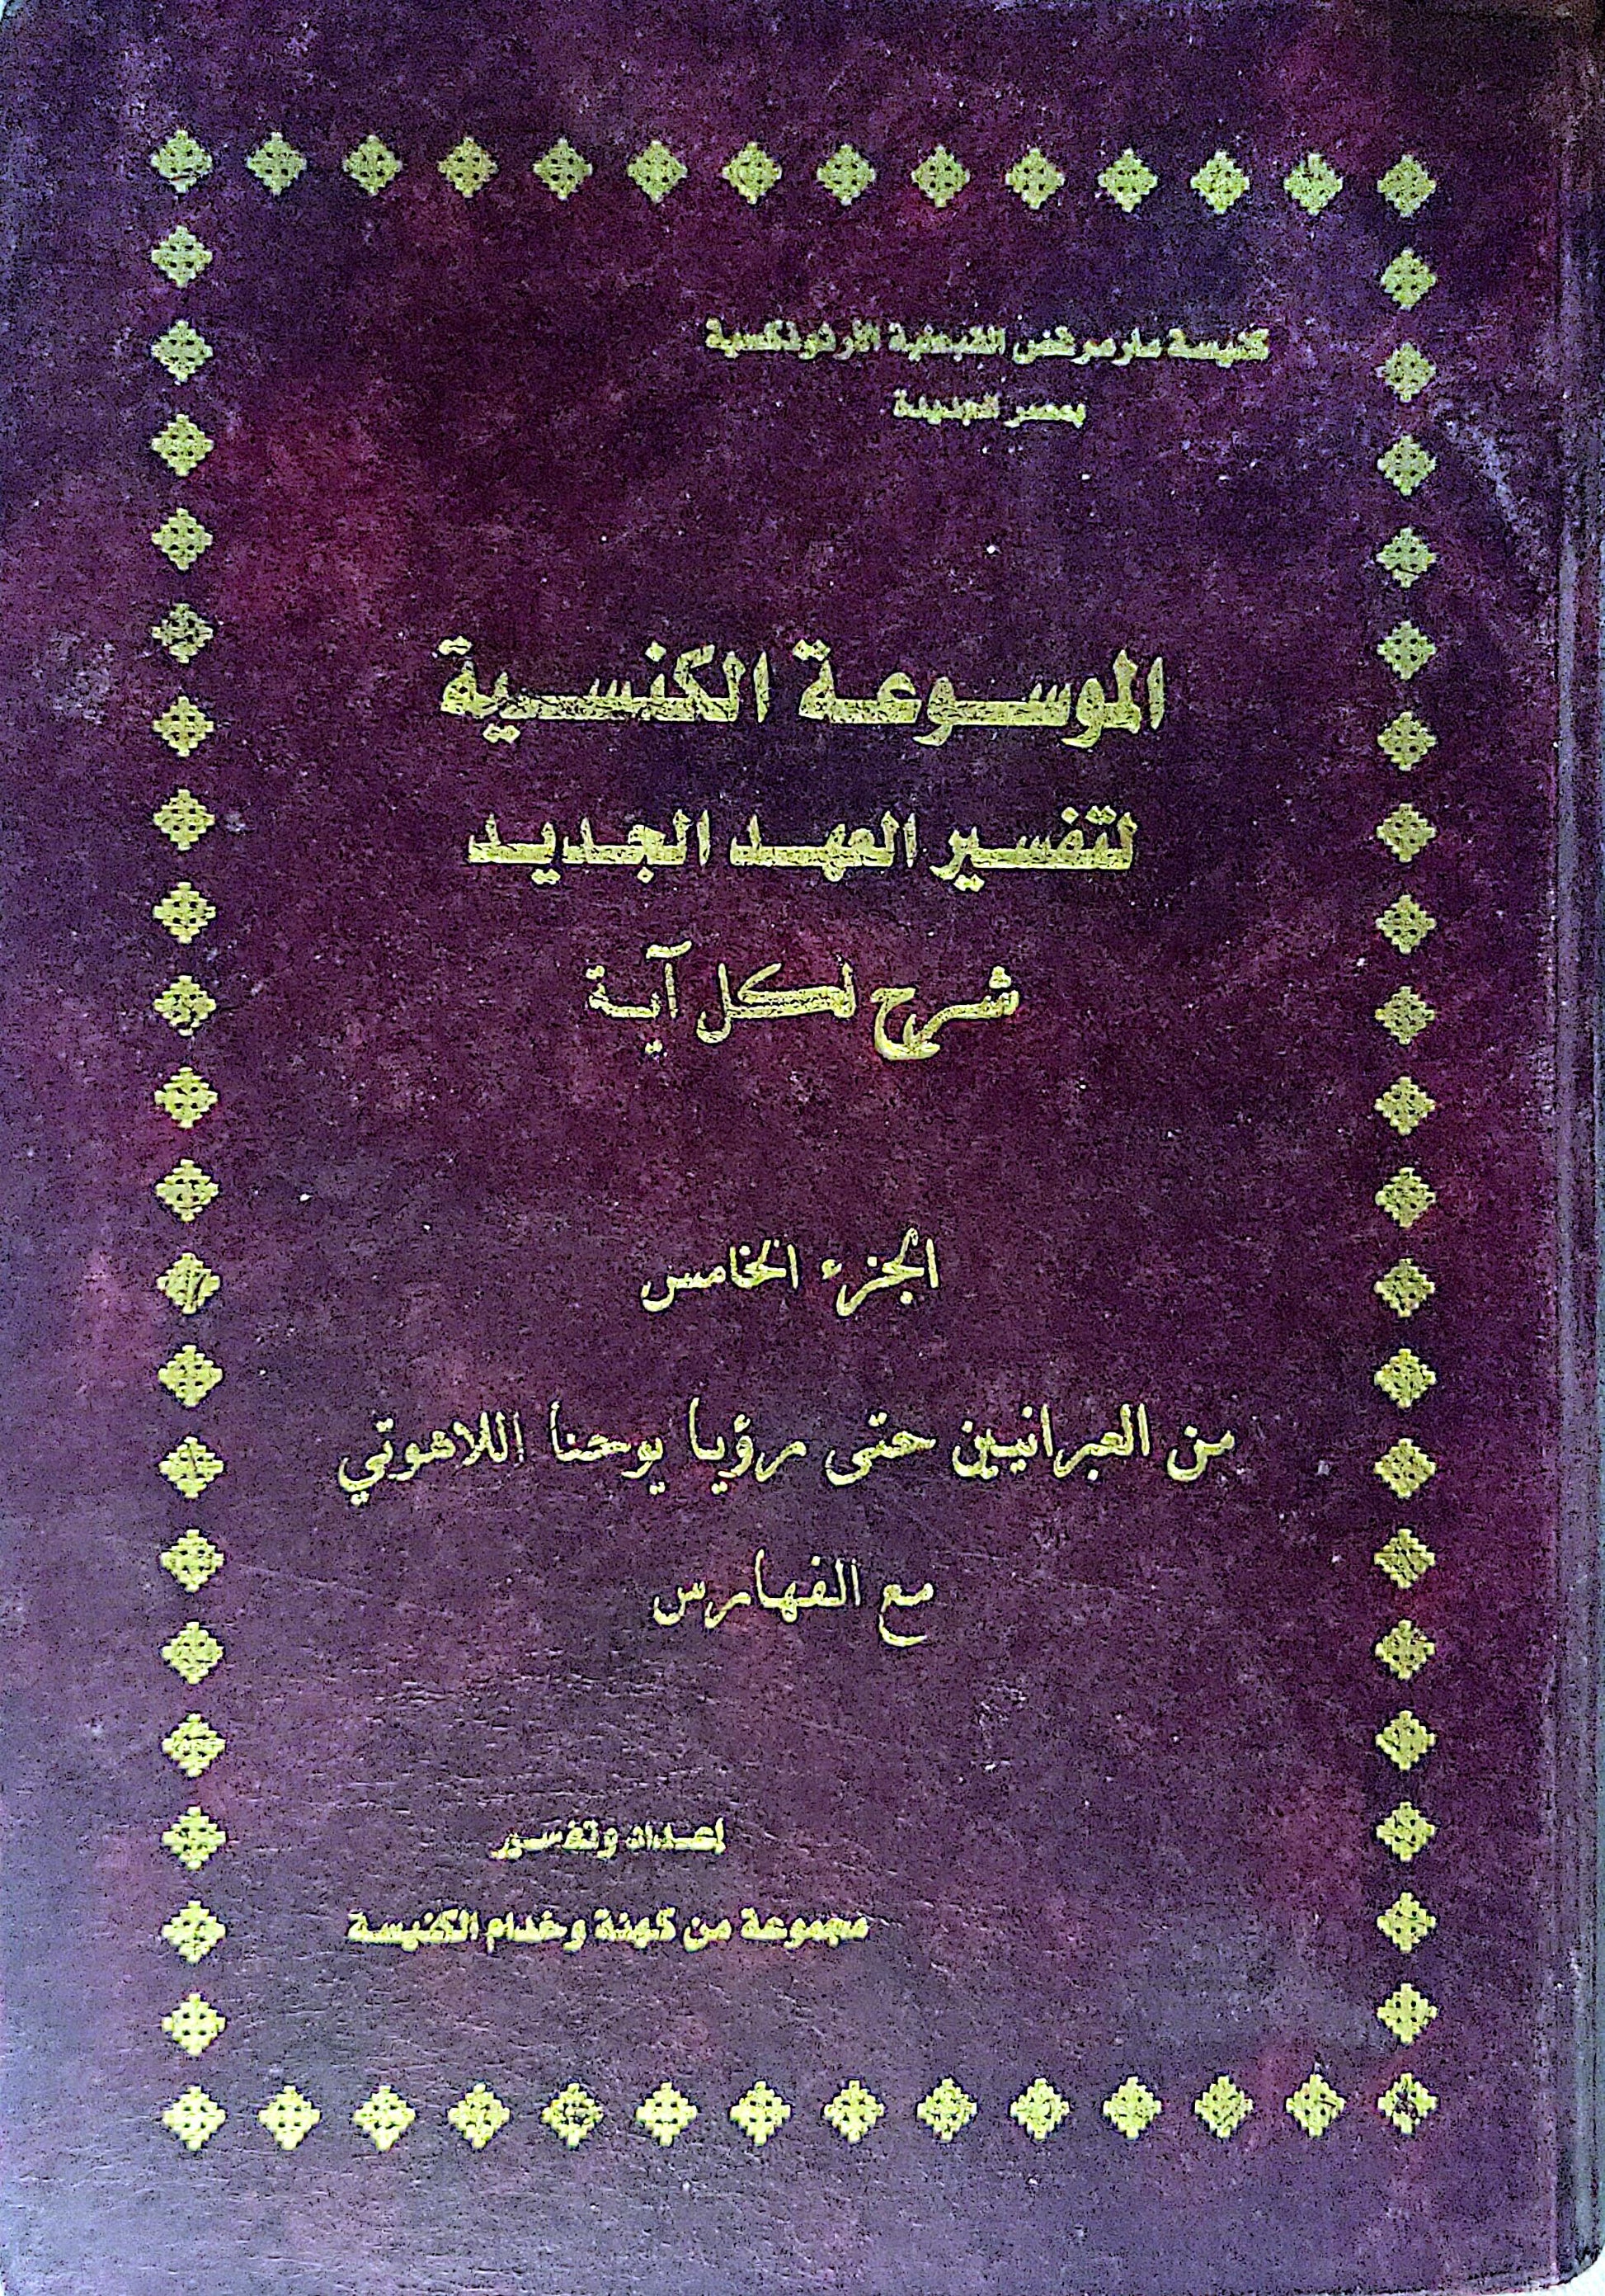 كنيسة مارمرقس القبطية الأرثوذكسية
بمصر الجديدة
الموسوعة الكنسية
لتفسير العهد الجديد
شرح لكل آية
الجزء الخامس
من العبرانيين حتى رؤيا يوحنا اللاهوتي
مع الفهارس
إعداد وتفسير
مجموعة من كهنة وخدام الكنيسة